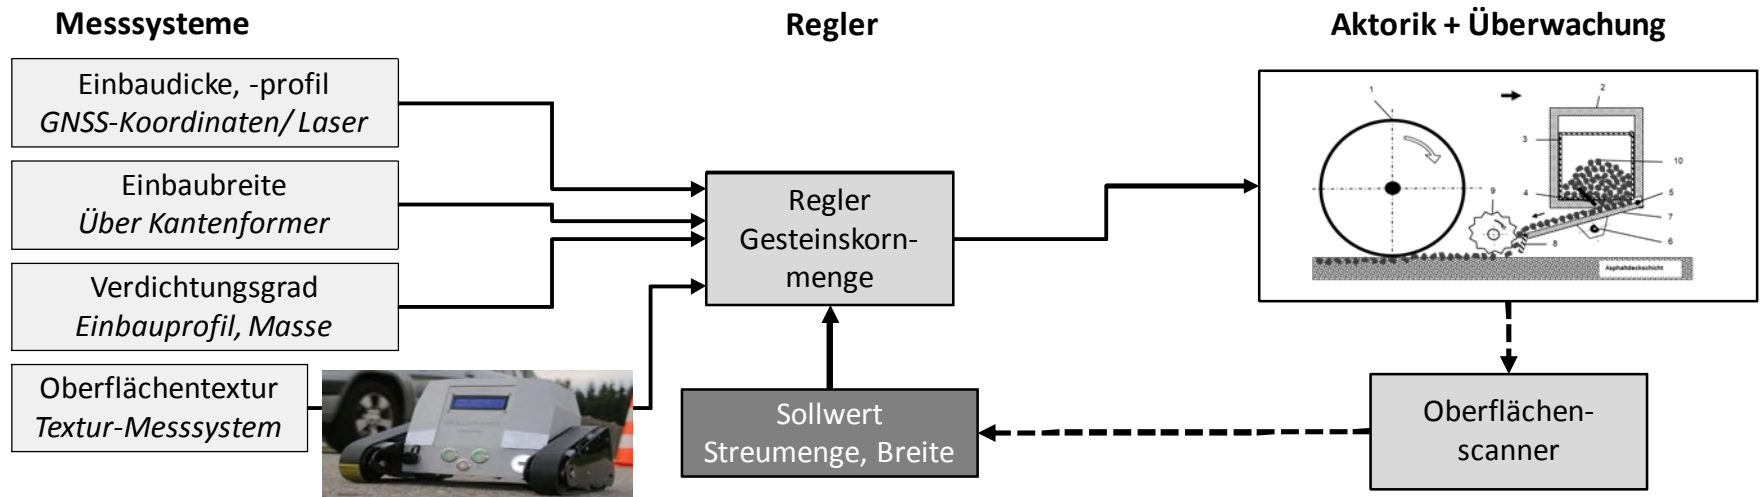 Messsysteme
Regler
Aktorik + Überwachung
Einbaudicke, -profil
GNSS-Koordinaten/ Laser
Einbaubreite
Über Kantenformer
Verdichtungsgrad
Einbauprofil, Masse
Oberflächentextur
Textur-Messsystem
Regler
Gesteinskorn-
menge
Sollwert
Streumenge, Breite
1
2
3
10
4
9
5
7
6
8
Asphaltdeckschicht
Oberflächen-
scanner